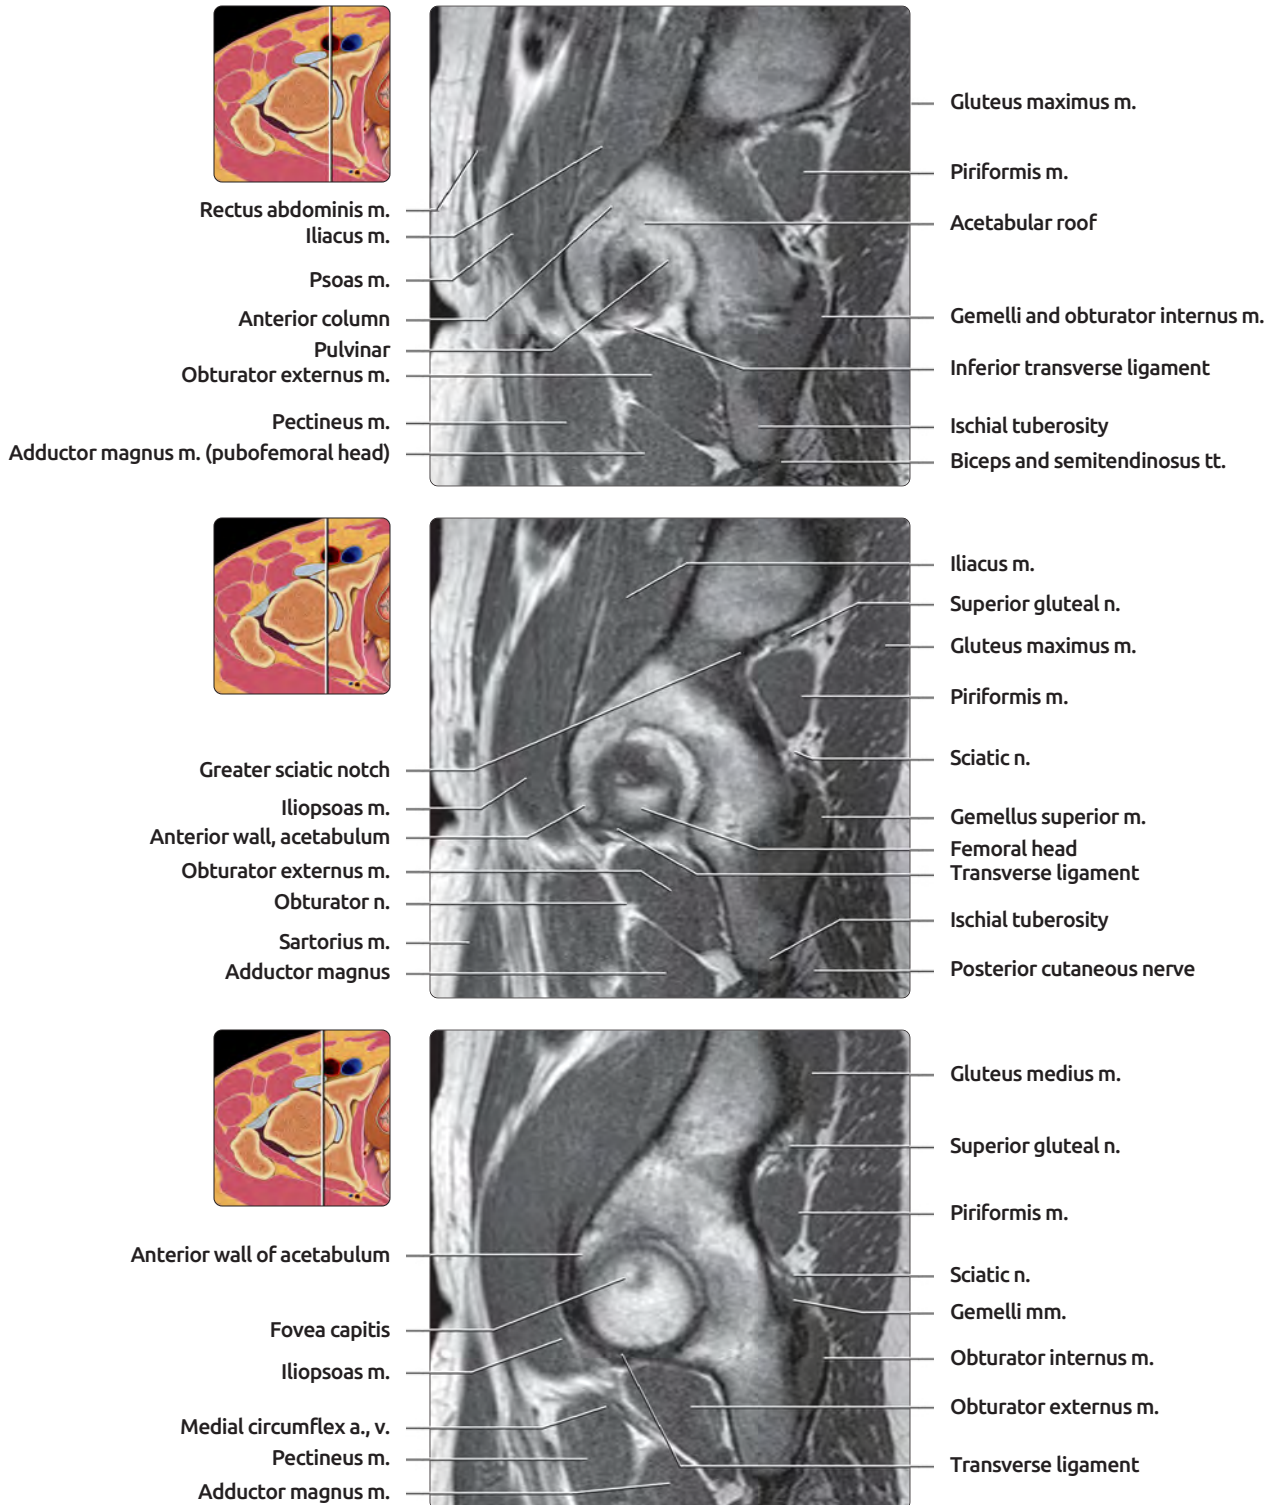 Gluteus maximus m.
Piriformis m.
Rectus abdominis m.
Acetabular roof
Iliacus m.
Psoas m.
Anterior column
Gemelli and obturator internus m.
Pulvinar
Inferior transverse ligament
Obturator externus m.
Pectineus m.
Ischial tuberosity
Adductor magnus m. (pubofemoral head)
Biceps and semitendinosus tt.
Iliacus m.
Superior gluteal n.
Gluteus maximus m.
Piriformis m.
Sciatic n.
Greater sciatic notch
Iliopsoas m.
Gemellus superior m.
Anterior wall, acetabulum
Femoral head
Obturator externus m.
Transverse ligament
Obturator n.
Ischial tuberosity
Sartorius m.
Adductor magnus
Posterior cutaneous nerve
Gluteus medius m.
Superior gluteal n.
Piriformis m.
Anterior wall of acetabulum
Sciatic n.
Gemelli mm.
Fovea capitis
Obturator internus m.
Iliopsoas m.
Obturator externus m.
Medial circumflex a., v.
Pectineus m.
Transverse ligament
Adductor magnus m.